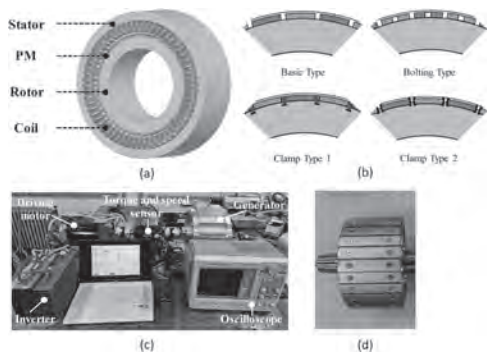 Stator
PM
Rotor
Coil
(a)
Basic Type
Bolting Type
Clamp Type 1
Clamp Type 2
(b)
Driving
motor
Torque and speed
sensor
Generator
Inverter
Oscilloscope
(c)
(d)